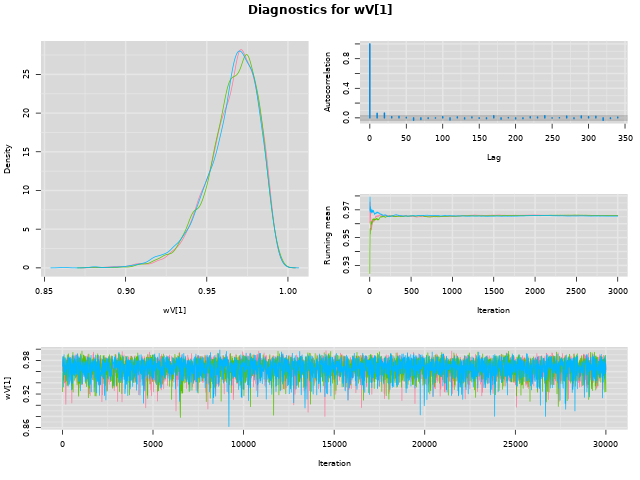 Diagnostics for wV[1]
Density
25
20
15
10
5
0
0.85 0.90 0.95 1.00
wV[1]
Autocorrelation
0.8
0.4
0.0
0 50 100 150 200 250 300 350
Lag
Running mean
0.97
0.95
0.93
0 500 1000 1500 2000 2500 3000
Iteration
wV[1]
0.98
0.92
0.86
0 5000 10000 15000 20000 25000 30000
Iteration